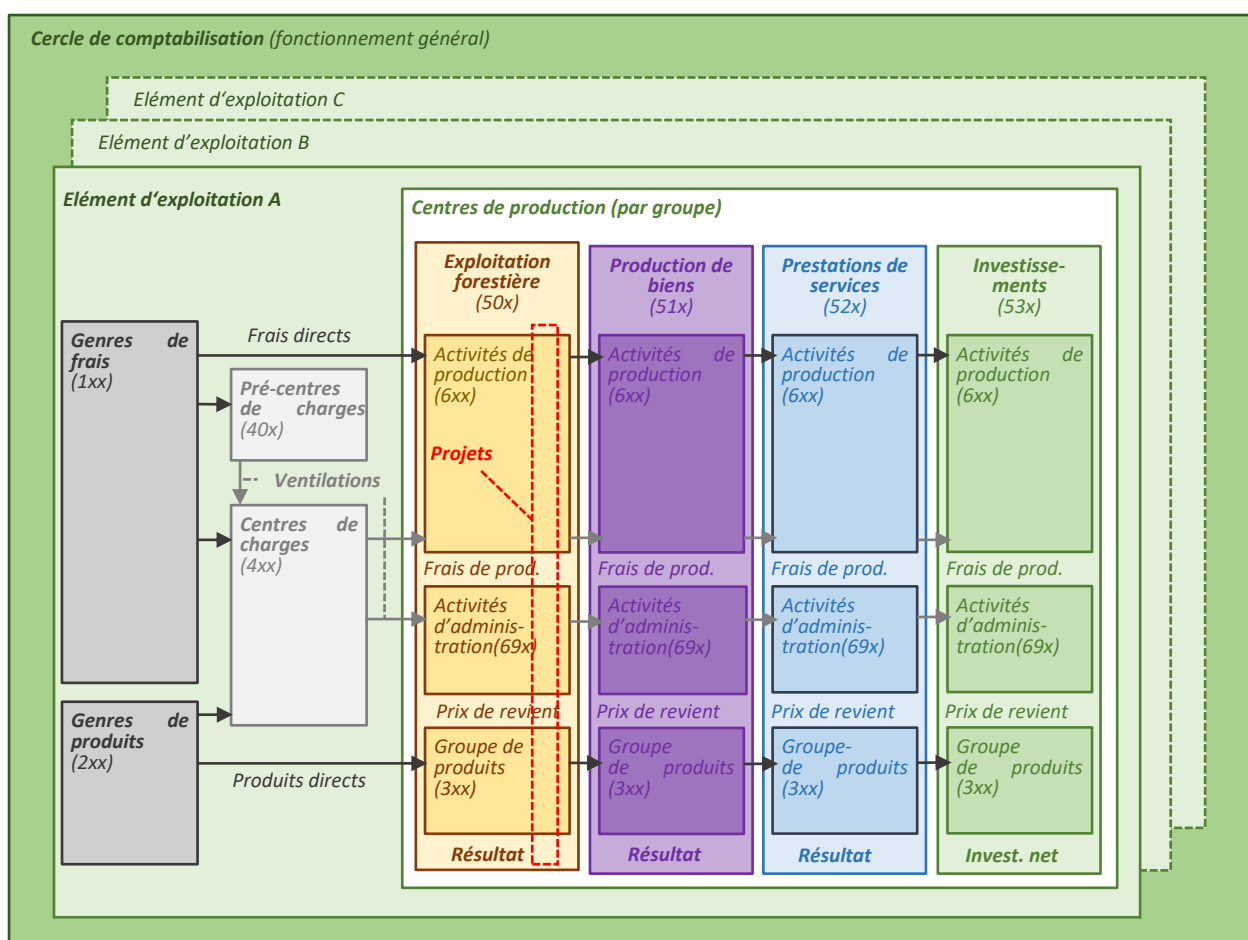 Cercle de comptabilisation (fonctionnement général)
Elément d‘exploitation C
Elément d’exploitation B
Elément d‘exploitation A
Centres de production (par groupe)
Genres de
frais
(1xx)
Frais directs
Pré-centres
de charges
(40x)
Ventilations
Centres de
charges
(4xx)
Genres de
produits
(2xx)
Produits directs
Projets
Exploitation
forestière
(50x)
Activités de
production
(6xx)
Frais de prod.
Activités
d’adminis-
tration(69x)
Prix de revient
Groupe de
produits
(3xx)
Résultat
Production de
biens
(51x)
Activités de
production
(6xx)
Frais de prod.
Activités
d’adminis-
tration(69x)
Prix de revient
Groupe
de produits
(3xx)
Résultat
Prestations de
services
(52x)
Activités de
production
(6xx)
Frais de prod.
Activités
d’adminis-
tration(69x)
Prix de revient
Groupe-
de produits
(3xx)
Résultat
Investisse-
ments
(53x)
Activités de
production
(6xx)
Frais de prod.
Activités
d’adminis-
tration(69x)
Prix de revient
Groupe
de produits
(3xx)
Invest. net